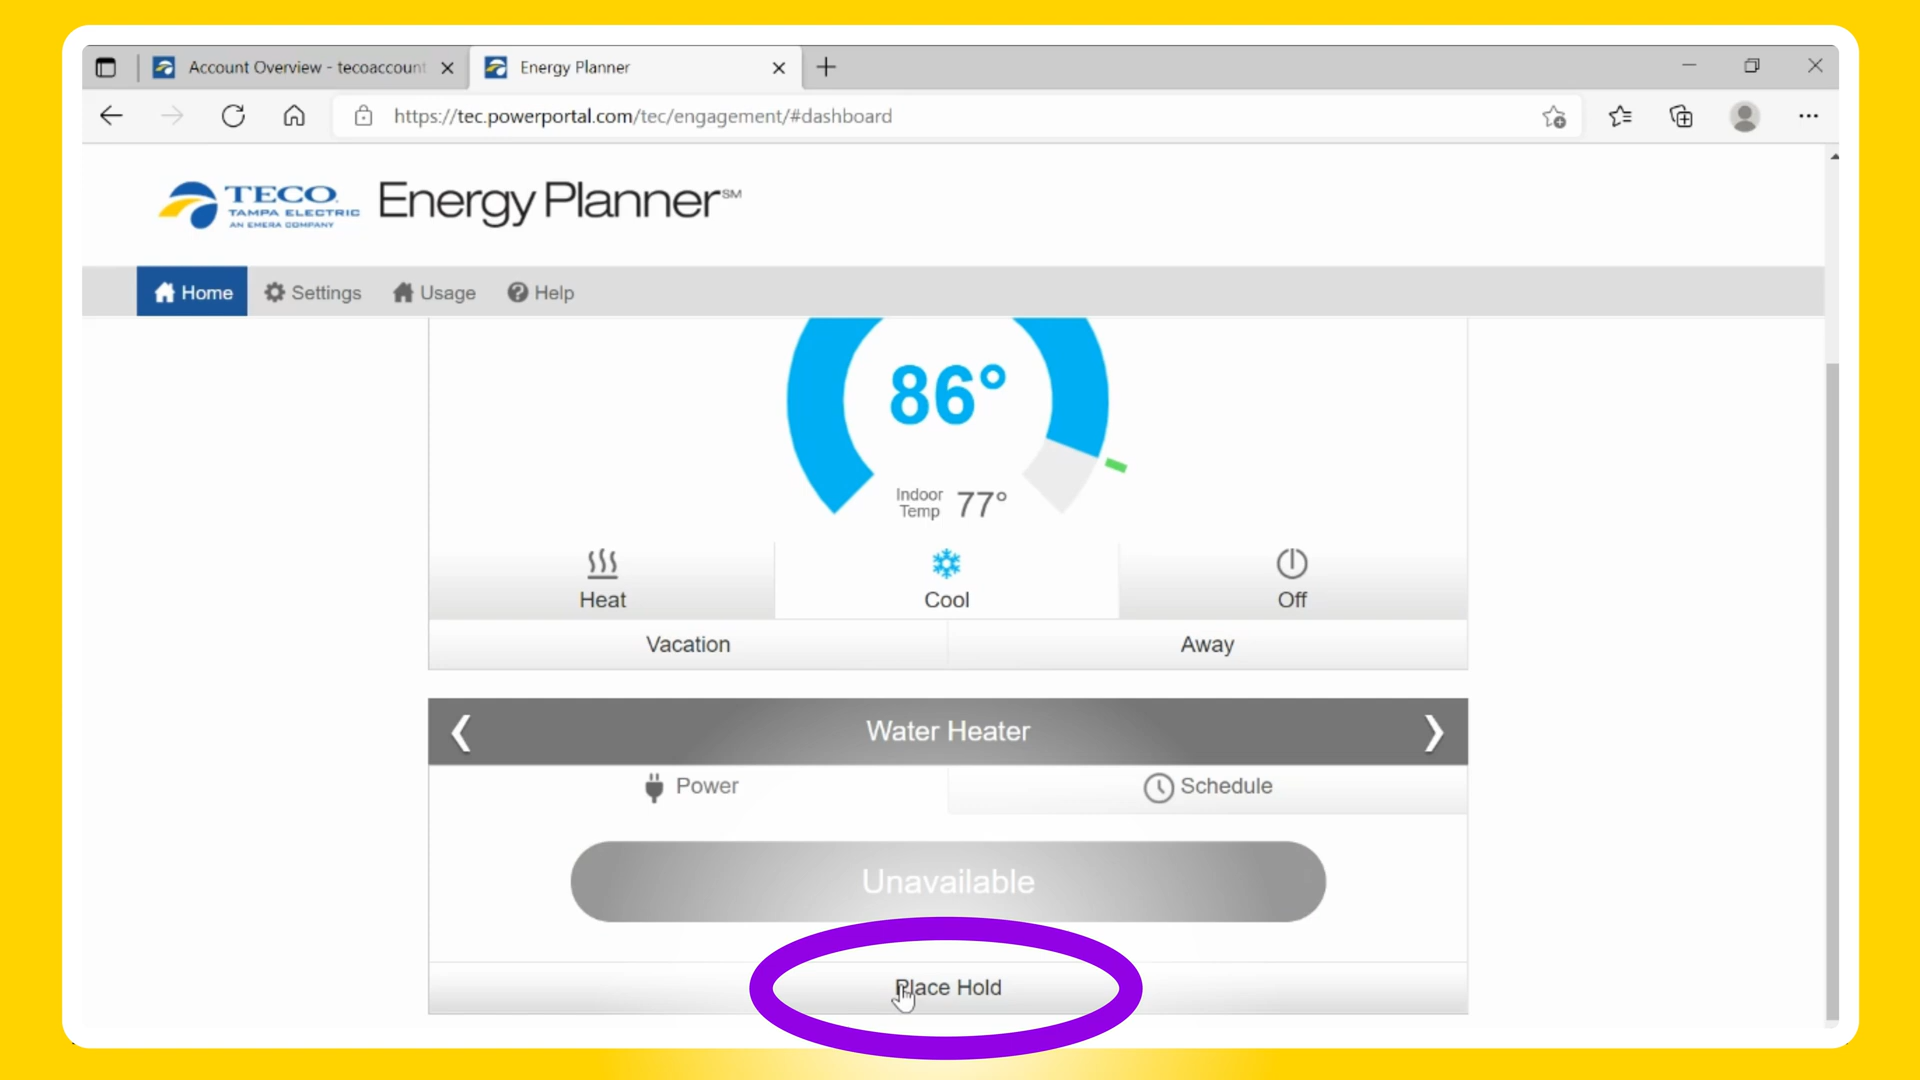 Account Overview - tecoaccount
Energy Planner
https://tec.powerportal.com/tec/engagement/#dashboard
TECO.
TAMPA ELECTRIC
AN EMERA COMPANY
Energy Planner℠
Home Settings Usage Help
86°
Indoor Temp 77°
Heat Cool Off
Vacation Away
Water Heater
Power Schedule
Unavailable
Place Hold